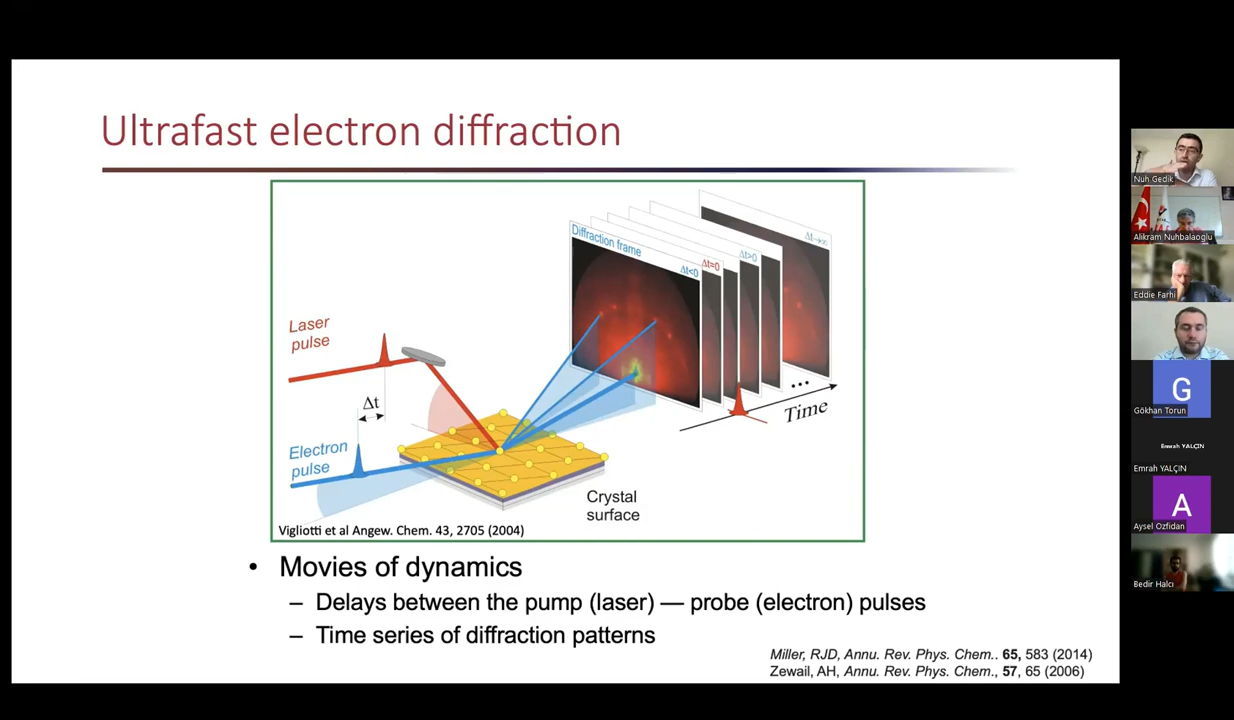 Ultrafast electron diffraction
Diffraction frame
Δt<0
Δt=0
Δt>0
Δt→∞
Laser
pulse
Δt
Electron
pulse
Time
Crystal
surface
Vigliotti et al Angew. Chem. 43, 2705 (2004)
• Movies of dynamics
– Delays between the pump (laser) — probe (electron) pulses
– Time series of diffraction patterns
Miller, RJD, Annu. Rev. Phys. Chem.. 65, 583 (2014)
Zewail, AH, Annu. Rev. Phys. Chem., 57, 65 (2006)
Nuh Gedik
Alikram Nuhbalaoglu
Eddie Farhi
G
Gökhan Torun
Emrah YALÇIN
Emrah YALÇIN
A
Aysel Ozfidan
Bedir Halcı